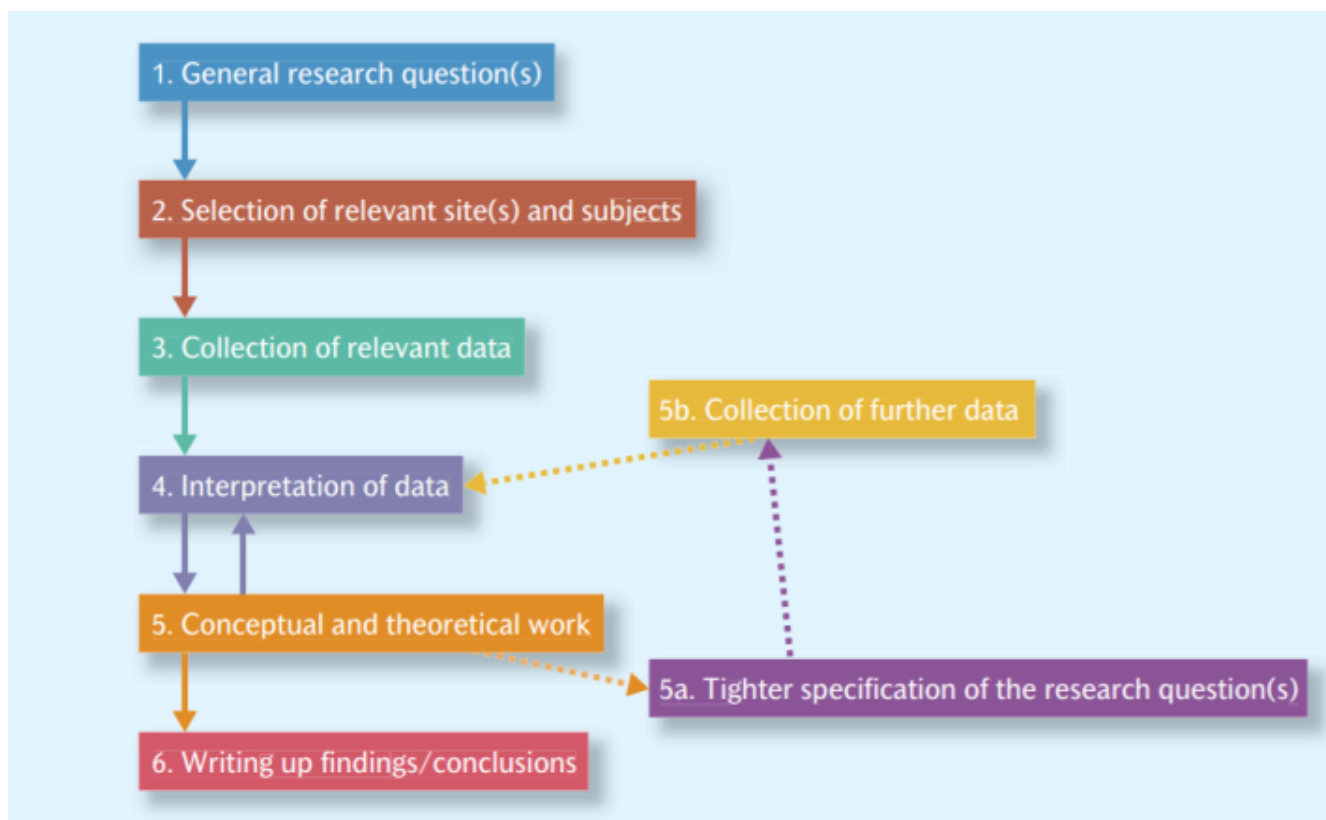 1. General research question(s)
2. Selection of relevant site(s) and subjects
3. Collection of relevant data
5b. Collection of further data
4. Interpretation of data
5. Conceptual and theoretical work
5a. Tighter specification of the research question(s)
6. Writing up findings/conclusions